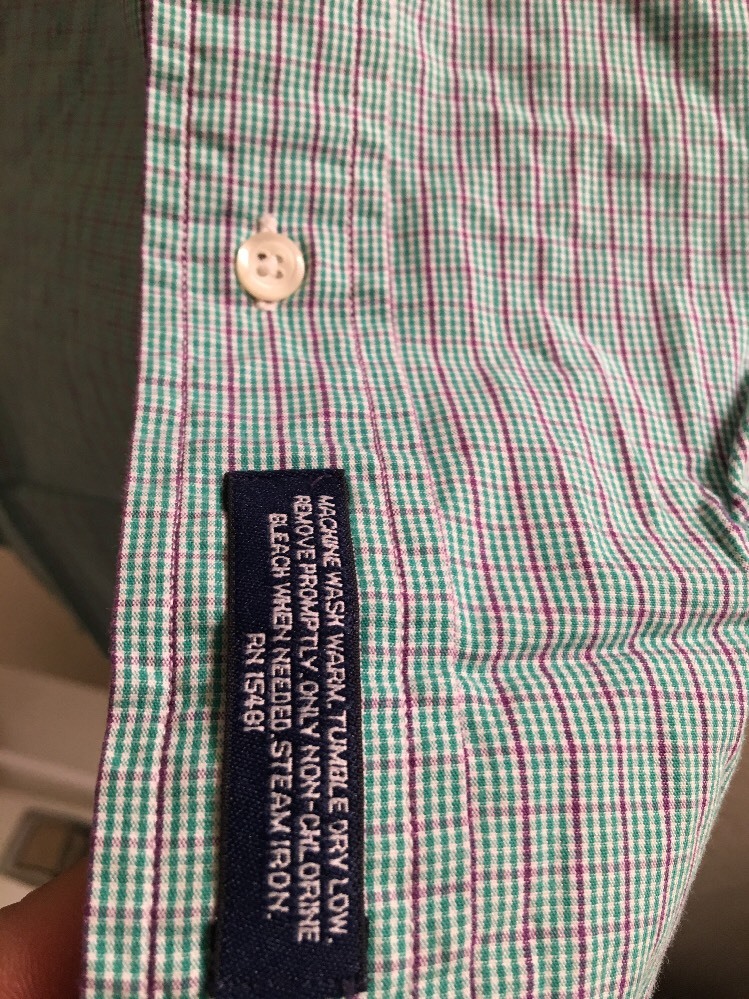 MACHINE WASH WARM. TUMBLE DRY LOW.
REMOVE PROMPTLY. ONLY NON-CHLORINE
BLEACH WHEN NEEDED. STEAM IRON.
RN 15481